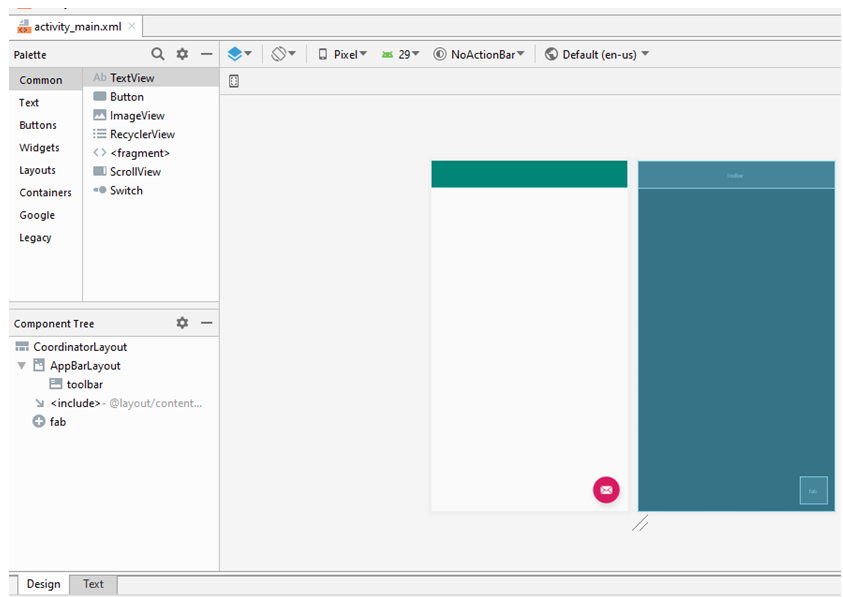 activity_main.xml
Palette
Pixel 29 NoActionBar Default (en-us)
Common
Text
Buttons
Widgets
Layouts
Containers
Google
Legacy
Ab TextView
Button
ImageView
RecyclerView
<> <fragment>
ScrollView
Switch
toolbar
Component Tree
CoordinatorLayout
AppBarLayout
toolbar
<include> - @layout/content...
fab
fab
Design Text